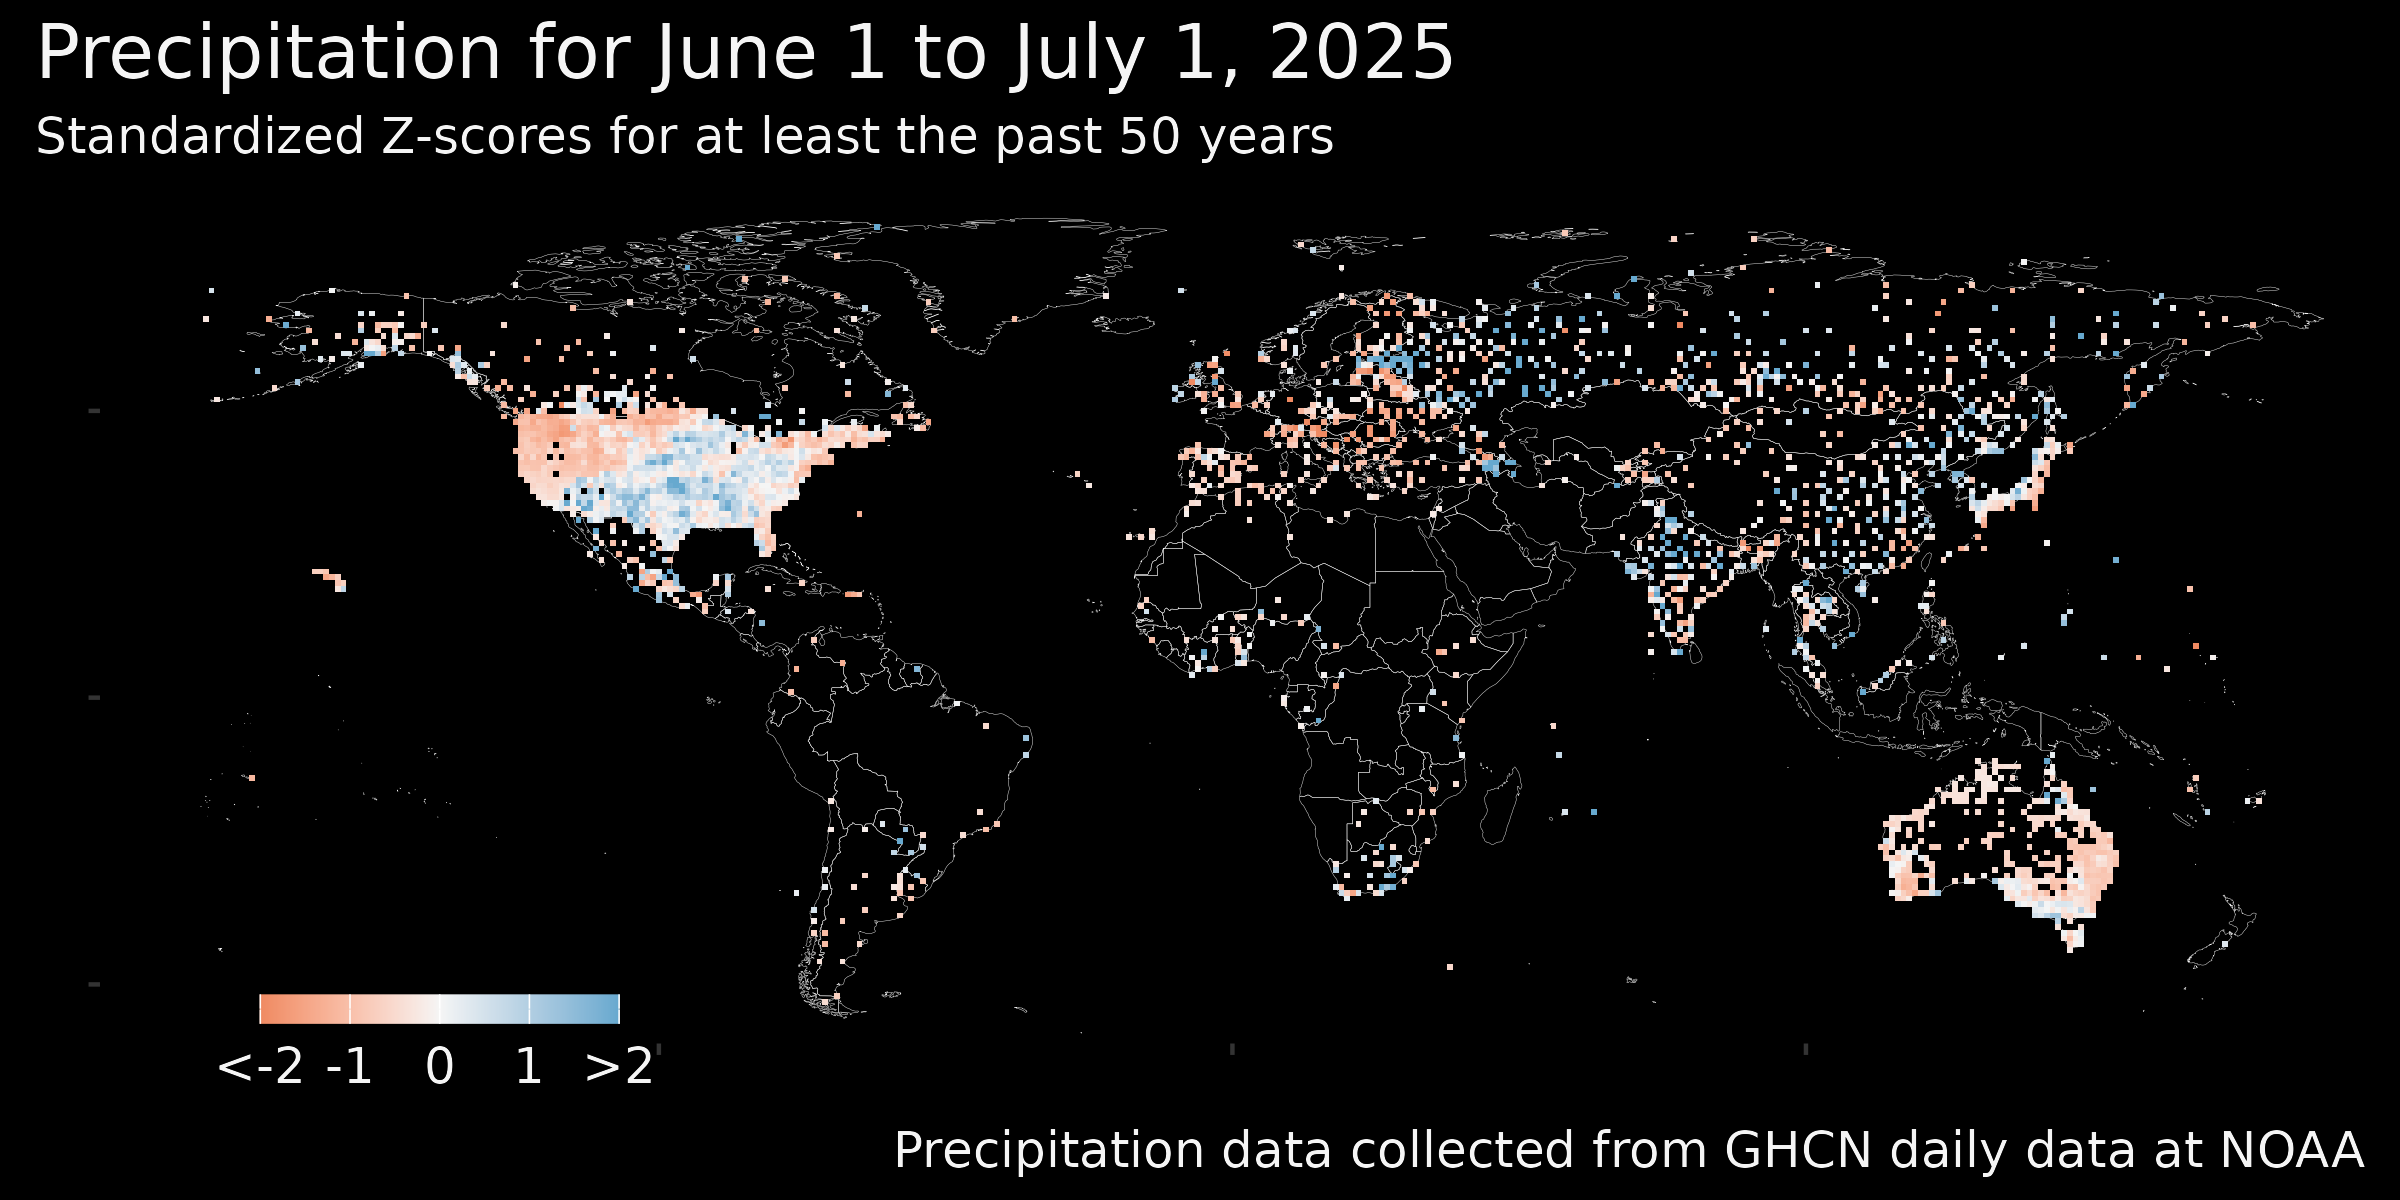 Precipitation for June 1 to July 1, 2025
Standardized Z-scores for at least the past 50 years
<-2 -1 0 1 >2
Precipitation data collected from GHCN daily data at NOAA